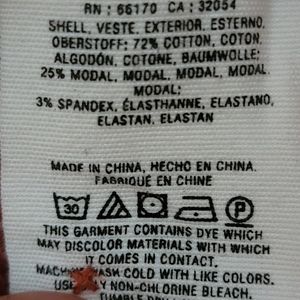 RN : 66170 CA : 32054
SHELL, VESTE, EXTERIOR, ESTERNO,
OBERSTOFF: 72% COTTON, COTON,
ALGODÓN, COTONE, BAUMWOLLE;
25% MODAL, MODAL, MODAL, MODAL,
MODAL;
3% SPANDEX, ÉLASTHANNE, ELASTANO,
ELASTAN, ELASTAN
MADE IN CHINA, HECHO EN CHINA,
FABRIQUÉ EN CHINE
30 P
THIS GARMENT CONTAINS DYE WHICH
MAY DISCOLOR MATERIALS WITH WHICH
IT COMES IN CONTACT.
WASH COLD WITH LIKE COLORS.
ONLY NON-CHLORINE BLEACH.
TUMBLE